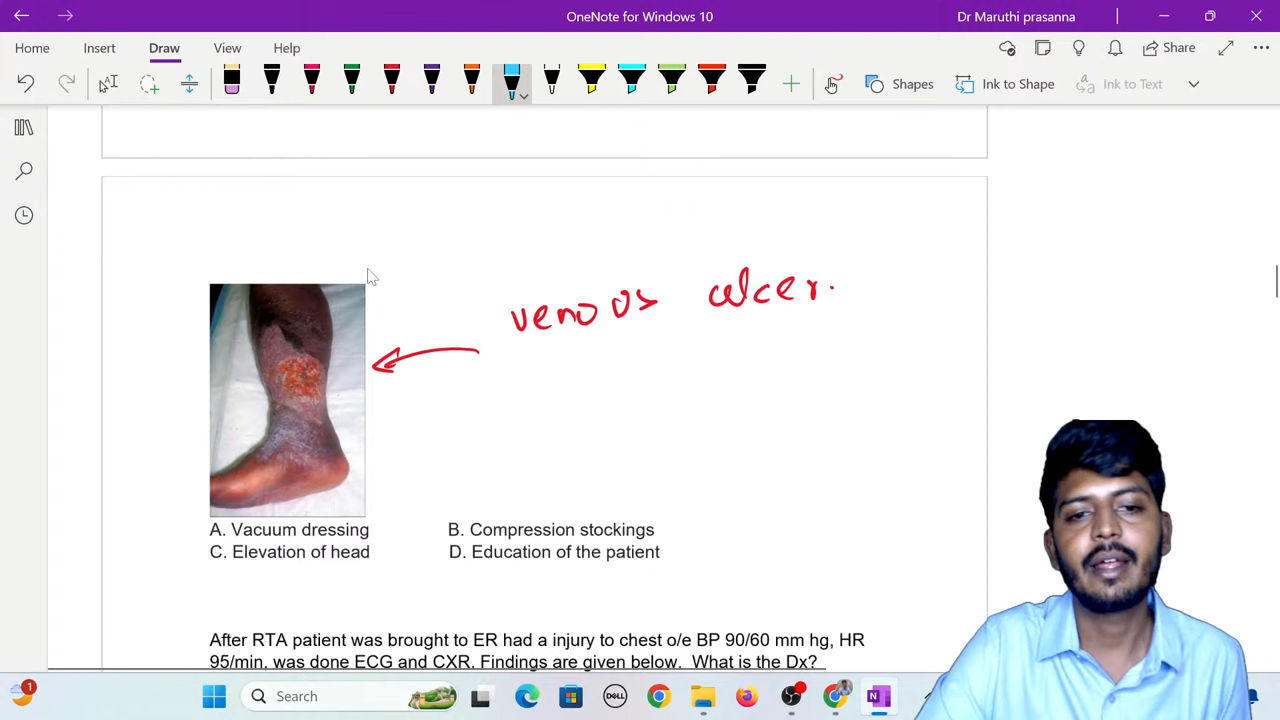 OneNote for Windows 10
Dr Maruthi prasanna
Home Insert Draw View Help
Share
Shapes
Ink to Shape
Ink to Text
venous ulcer.
A. Vacuum dressing B. Compression stockings
C. Elevation of head D. Education of the patient
After RTA patient was brought to ER had a injury to chest o/e BP 90/60 mm hg, HR
95/min, was done ECG and CXR. Findings are given below. What is the Dx?
1
Search
DELL